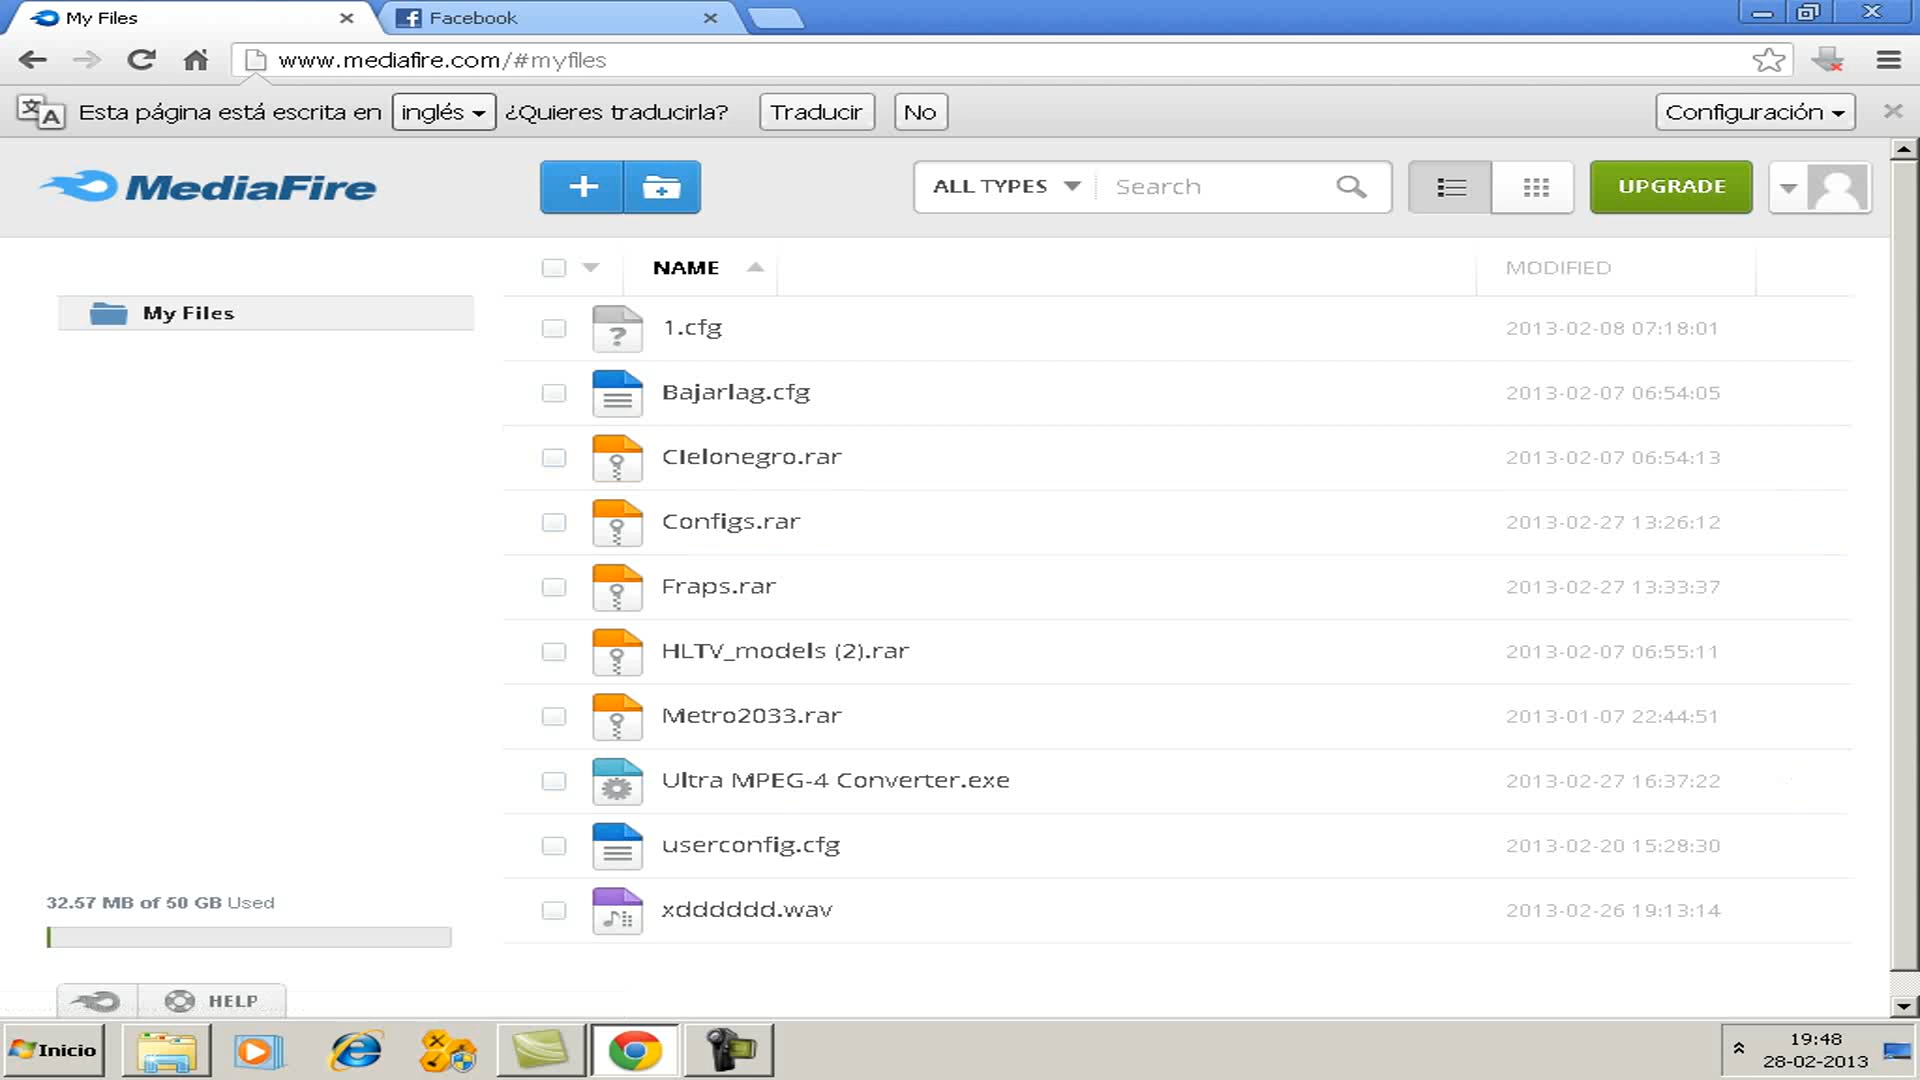 My Files
Facebook
www.mediafire.com/#myfiles
Esta página está escrita en inglés ¿Quieres traducirla? Traducir No Configuración
MediaFire
ALL TYPES Search UPGRADE
NAME MODIFIED
My Files
1.cfg 2013-02-08 07:18:01
Bajarlag.cfg 2013-02-07 06:54:05
CIelonegro.rar 2013-02-07 06:54:13
Configs.rar 2013-02-27 13:26:12
Fraps.rar 2013-02-27 13:33:37
HLTV_models (2).rar 2013-02-07 06:55:11
Metro2033.rar 2013-01-07 22:44:51
Ultra MPEG-4 Converter.exe 2013-02-27 16:37:22
userconfig.cfg 2013-02-20 15:28:30
xdddddd.wav 2013-02-26 19:13:14
32.57 MB of 50 GB Used
HELP
Inicio
19:48
28-02-2013